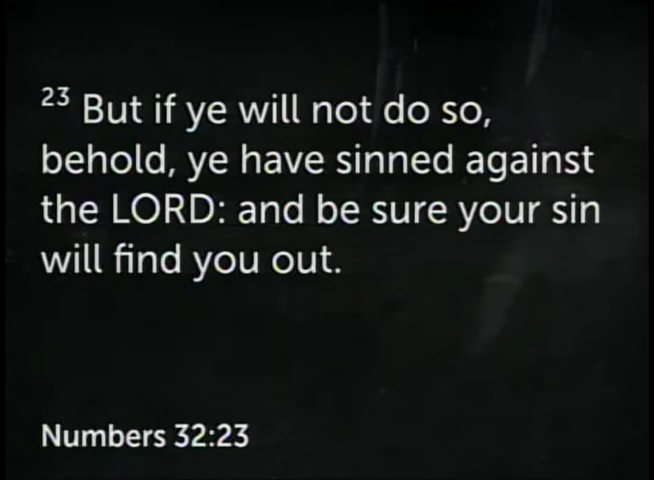 23 But if ye will not do so,
behold, ye have sinned against
the LORD: and be sure your sin
will find you out.
Numbers 32:23